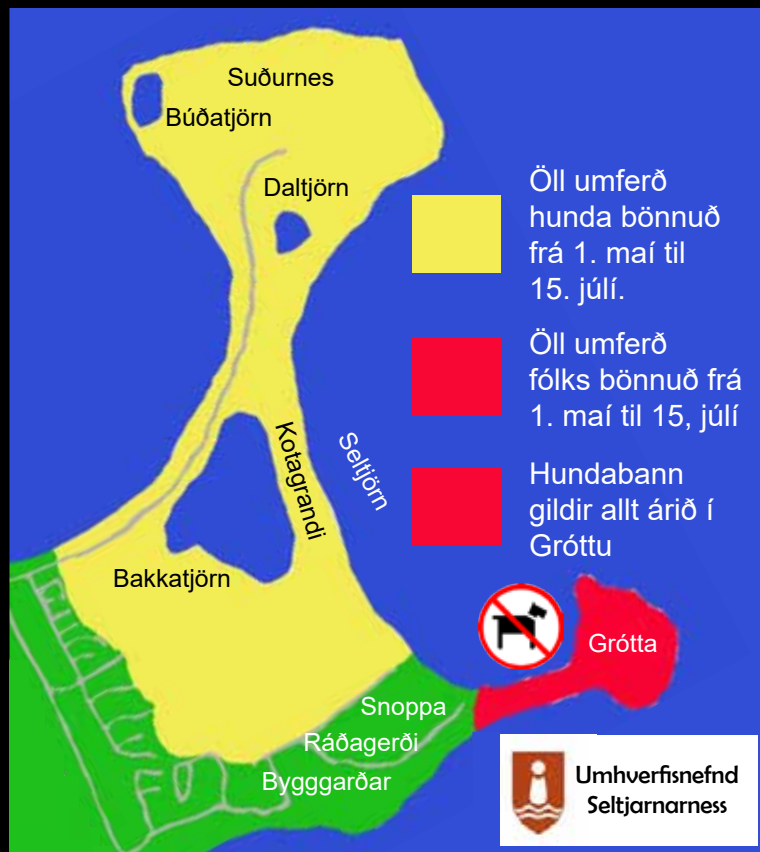 Suðurnes
Búðatjörn
Daltjörn
Öll umferð
hunda bönnuð
frá 1. maí til
15. júlí.
Öll umferð
fólks bönnuð frá
1. maí til 15, júlí
Kotagrandi
Seltjörn
Hundabann
gildir allt árið í
Gróttu
Bakkatjörn
Grótta
Snoppa
Ráðagerði
Bygggarðar
Umhverfisnefnd
Seltjarnarness